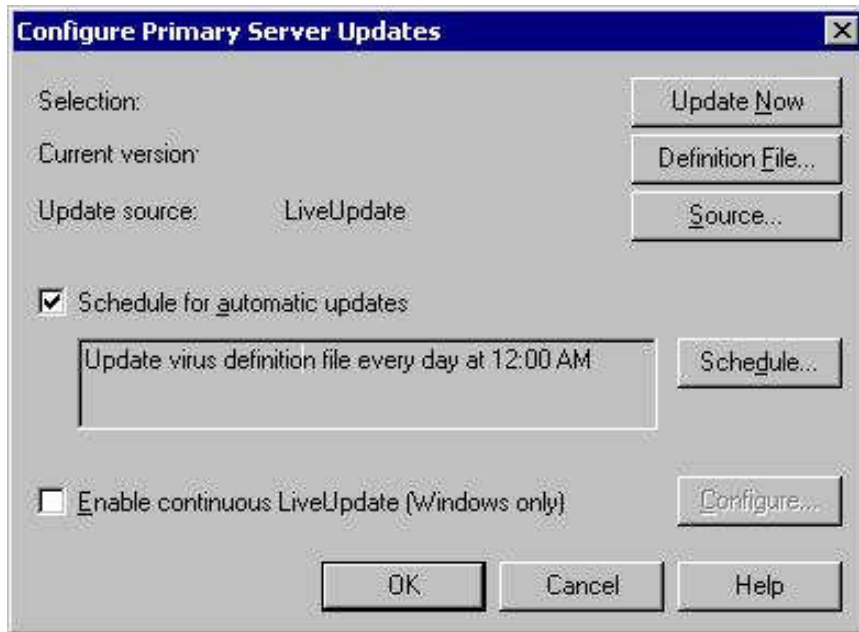 Configure Primary Server Updates
Selection:
Update Now
Current version:
Definition File...
Update source: LiveUpdate
Source...
Schedule for automatic updates
Update virus definition file every day at 12:00 AM
Schedule...
Enable continuous LiveUpdate (Windows only)
Configure...
OK Cancel Help